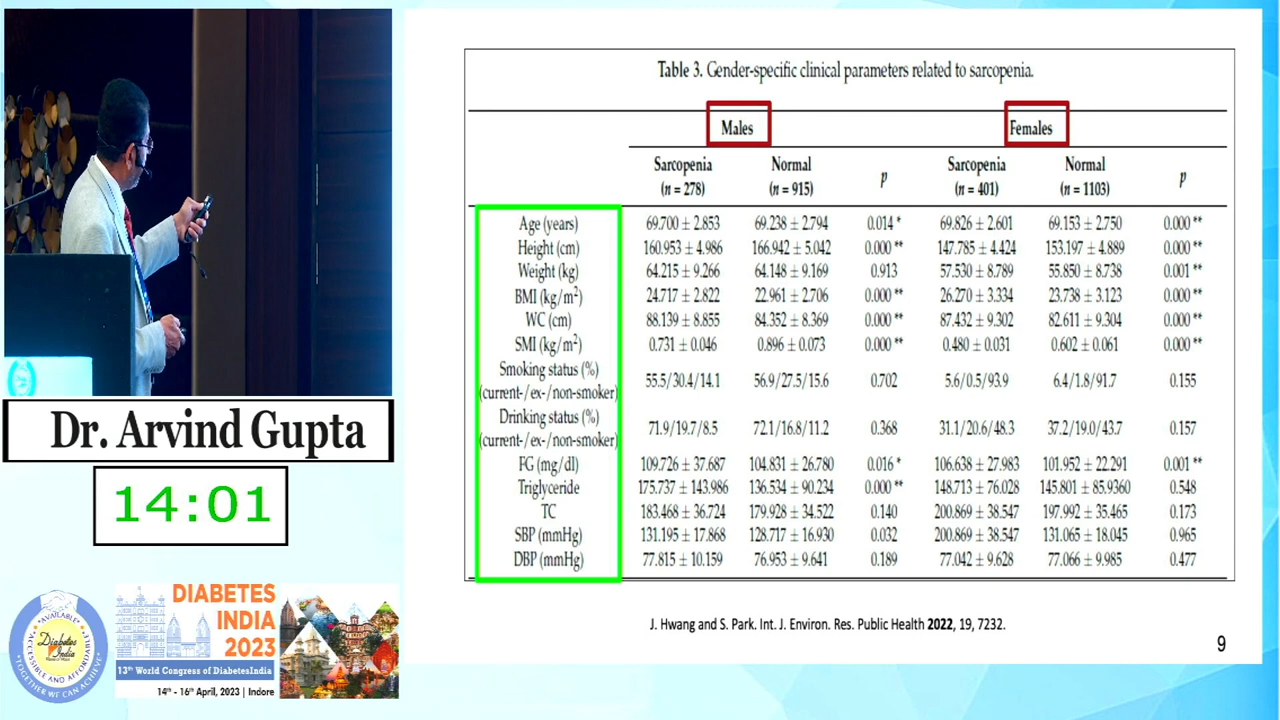 Table 3. Gender-specific clinical parameters related to sarcopenia.
Males Females
Sarcopenia (n = 278) Normal (n = 915) p Sarcopenia (n = 401) Normal (n = 1103) p
Age (years) 69.700 ± 2.853 69.238 ± 2.794 0.014 * 69.826 ± 2.601 69.153 ± 2.750 0.000 **
Height (cm) 160.953 ± 4.986 166.942 ± 5.042 0.000 ** 147.785 ± 4.424 153.197 ± 4.889 0.000 **
Weight (kg) 64.215 ± 9.266 64.148 ± 9.169 0.913 57.530 ± 8.789 55.850 ± 8.738 0.001 **
BMI (kg/m²) 24.717 ± 2.822 22.961 ± 2.706 0.000 ** 26.270 ± 3.334 23.738 ± 3.123 0.000 **
WC (cm) 88.139 ± 8.855 84.352 ± 8.369 0.000 ** 87.432 ± 9.302 82.611 ± 9.304 0.000 **
SMI (kg/m²) 0.731 ± 0.046 0.896 ± 0.073 0.000 ** 0.480 ± 0.031 0.602 ± 0.061 0.000 **
Smoking status (%)
(current-/ex-/non-smoker) 55.5/30.4/14.1 56.9/27.5/15.6 0.702 5.6/0.5/93.9 6.4/1.8/91.7 0.155
Drinking status (%)
(current-/ex-/non-smoker) 71.9/19.7/8.5 72.1/16.8/11.2 0.368 31.1/20.6/48.3 37.2/19.0/43.7 0.157
FG (mg/dl) 109.726 ± 37.687 104.831 ± 26.780 0.016 * 106.638 ± 27.983 101.952 ± 22.291 0.001 **
Triglyceride 175.737 ± 143.986 136.534 ± 90.234 0.000 ** 148.713 ± 76.028 145.801 ± 85.9360 0.548
TC 183.468 ± 36.724 179.928 ± 34.522 0.140 200.869 ± 38.547 197.992 ± 35.465 0.173
SBP (mmHg) 131.195 ± 17.868 128.717 ± 16.930 0.032 200.869 ± 38.547 131.065 ± 18.045 0.965
DBP (mmHg) 77.815 ± 10.159 76.953 ± 9.641 0.189 77.042 ± 9.628 77.066 ± 9.985 0.477
J. Hwang and S. Park. Int. J. Environ. Res. Public Health 2022, 19, 7232.
9
Dr. Arvind Gupta
14:01
AVAILABLE
ACCESSIBLE AND AFFORDABLE
Diabetes
India
TOGETHER WE CAN ACHIEVE
DIABETES
INDIA
2023
13th World Congress of DiabetesIndia
14th - 16th April, 2023 | Indore